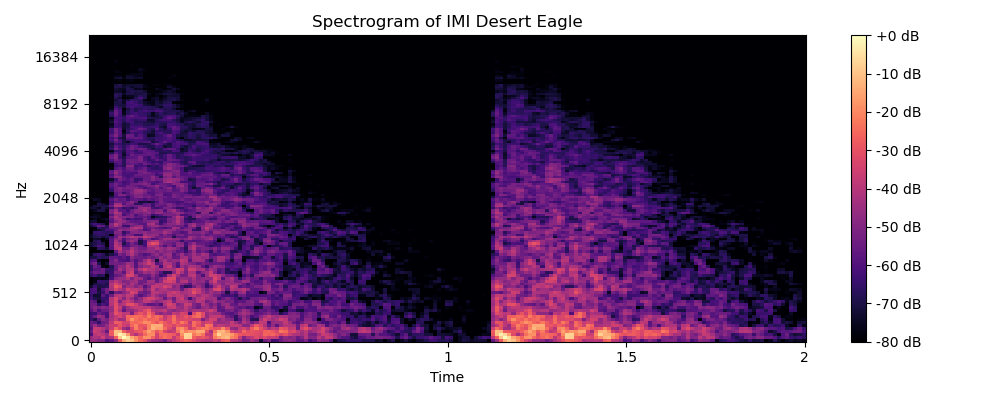 Spectrogram of IMI Desert Eagle
Hz
16384
8192
4096
2048
1024
512
0
0 0.5 1 1.5 2
Time
+0 dB
-10 dB
-20 dB
-30 dB
-40 dB
-50 dB
-60 dB
-70 dB
-80 dB